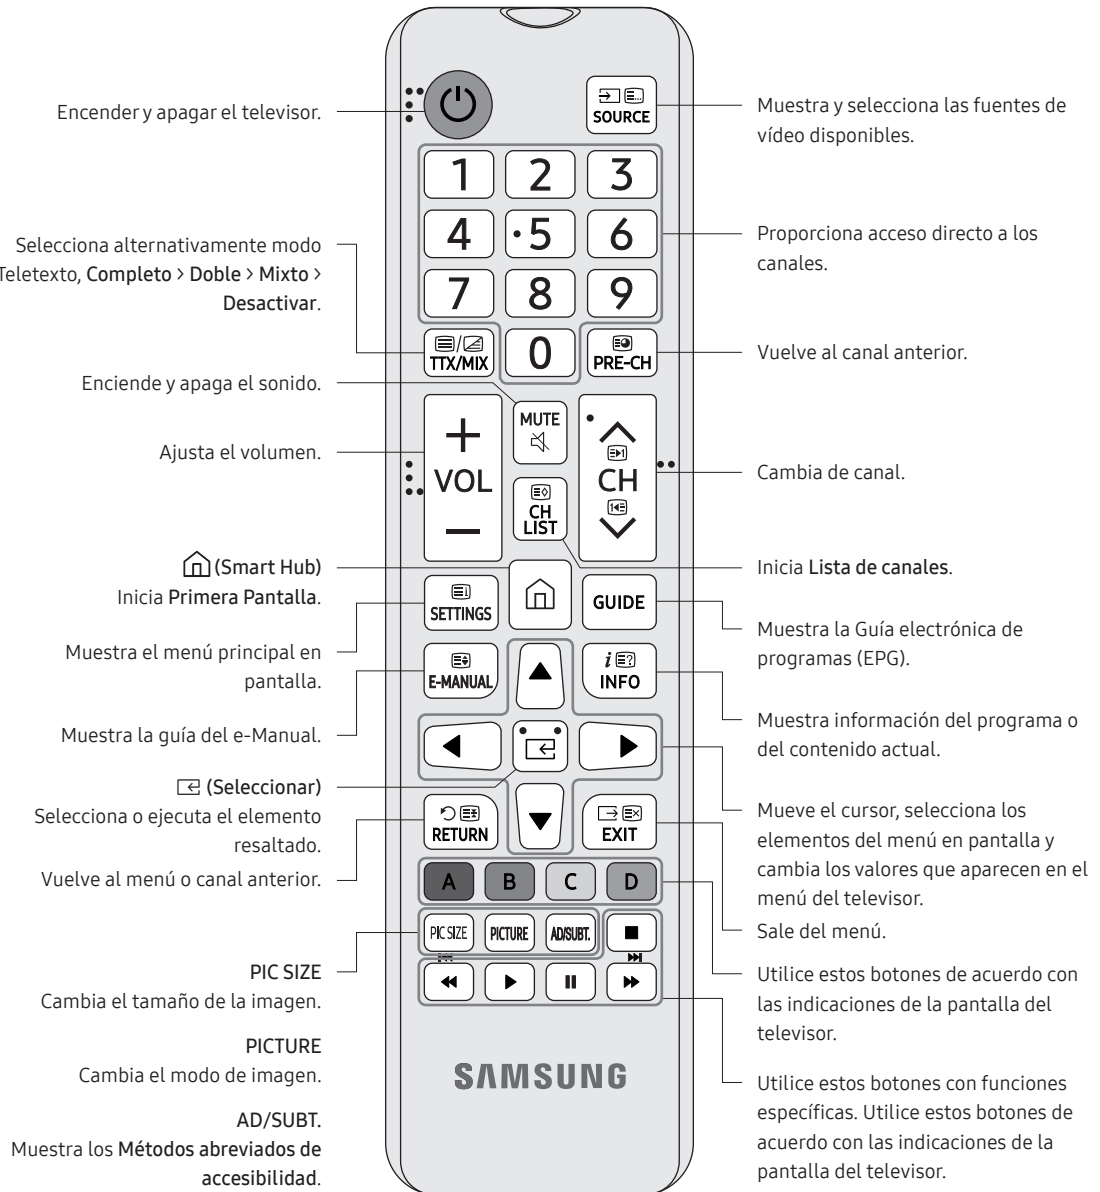 Encender y apagar el televisor.
Selecciona alternativamente modo
Teletexto, Completo > Doble > Mixto >
Desactivar.
Enciende y apaga el sonido.
Ajusta el volumen.
(Smart Hub)
Inicia Primera Pantalla.
Muestra el menú principal en
pantalla.
Muestra la guía del e-Manual.
(Seleccionar)
Selecciona o ejecuta el elemento
resaltado.
Vuelve al menú o canal anterior.
PIC SIZE
Cambia el tamaño de la imagen.
PICTURE
Cambia el modo de imagen.
AD/SUBT.
Muestra los Métodos abreviados de
accesibilidad.
SOURCE
1 2 3
4 5 6
7 8 9
TTX/MIX 0 PRE-CH
+ MUTE
VOL CH
CH
LIST
—
SETTINGS GUIDE
E-MANUAL i INFO
RETURN EXIT
A B C D
PIC SIZE PICTURE AD/SUBT.
SAMSUNG
Muestra y selecciona las fuentes de
vídeo disponibles.
Proporciona acceso directo a los
canales.
Vuelve al canal anterior.
Cambia de canal.
Inicia Lista de canales.
Muestra la Guía electrónica de
programas (EPG).
Muestra información del programa o
del contenido actual.
Mueve el cursor, selecciona los
elementos del menú en pantalla y
cambia los valores que aparecen en el
menú del televisor.
Sale del menú.
Utilice estos botones de acuerdo con
las indicaciones de la pantalla del
televisor.
Utilice estos botones con funciones
específicas. Utilice estos botones de
acuerdo con las indicaciones de la
pantalla del televisor.